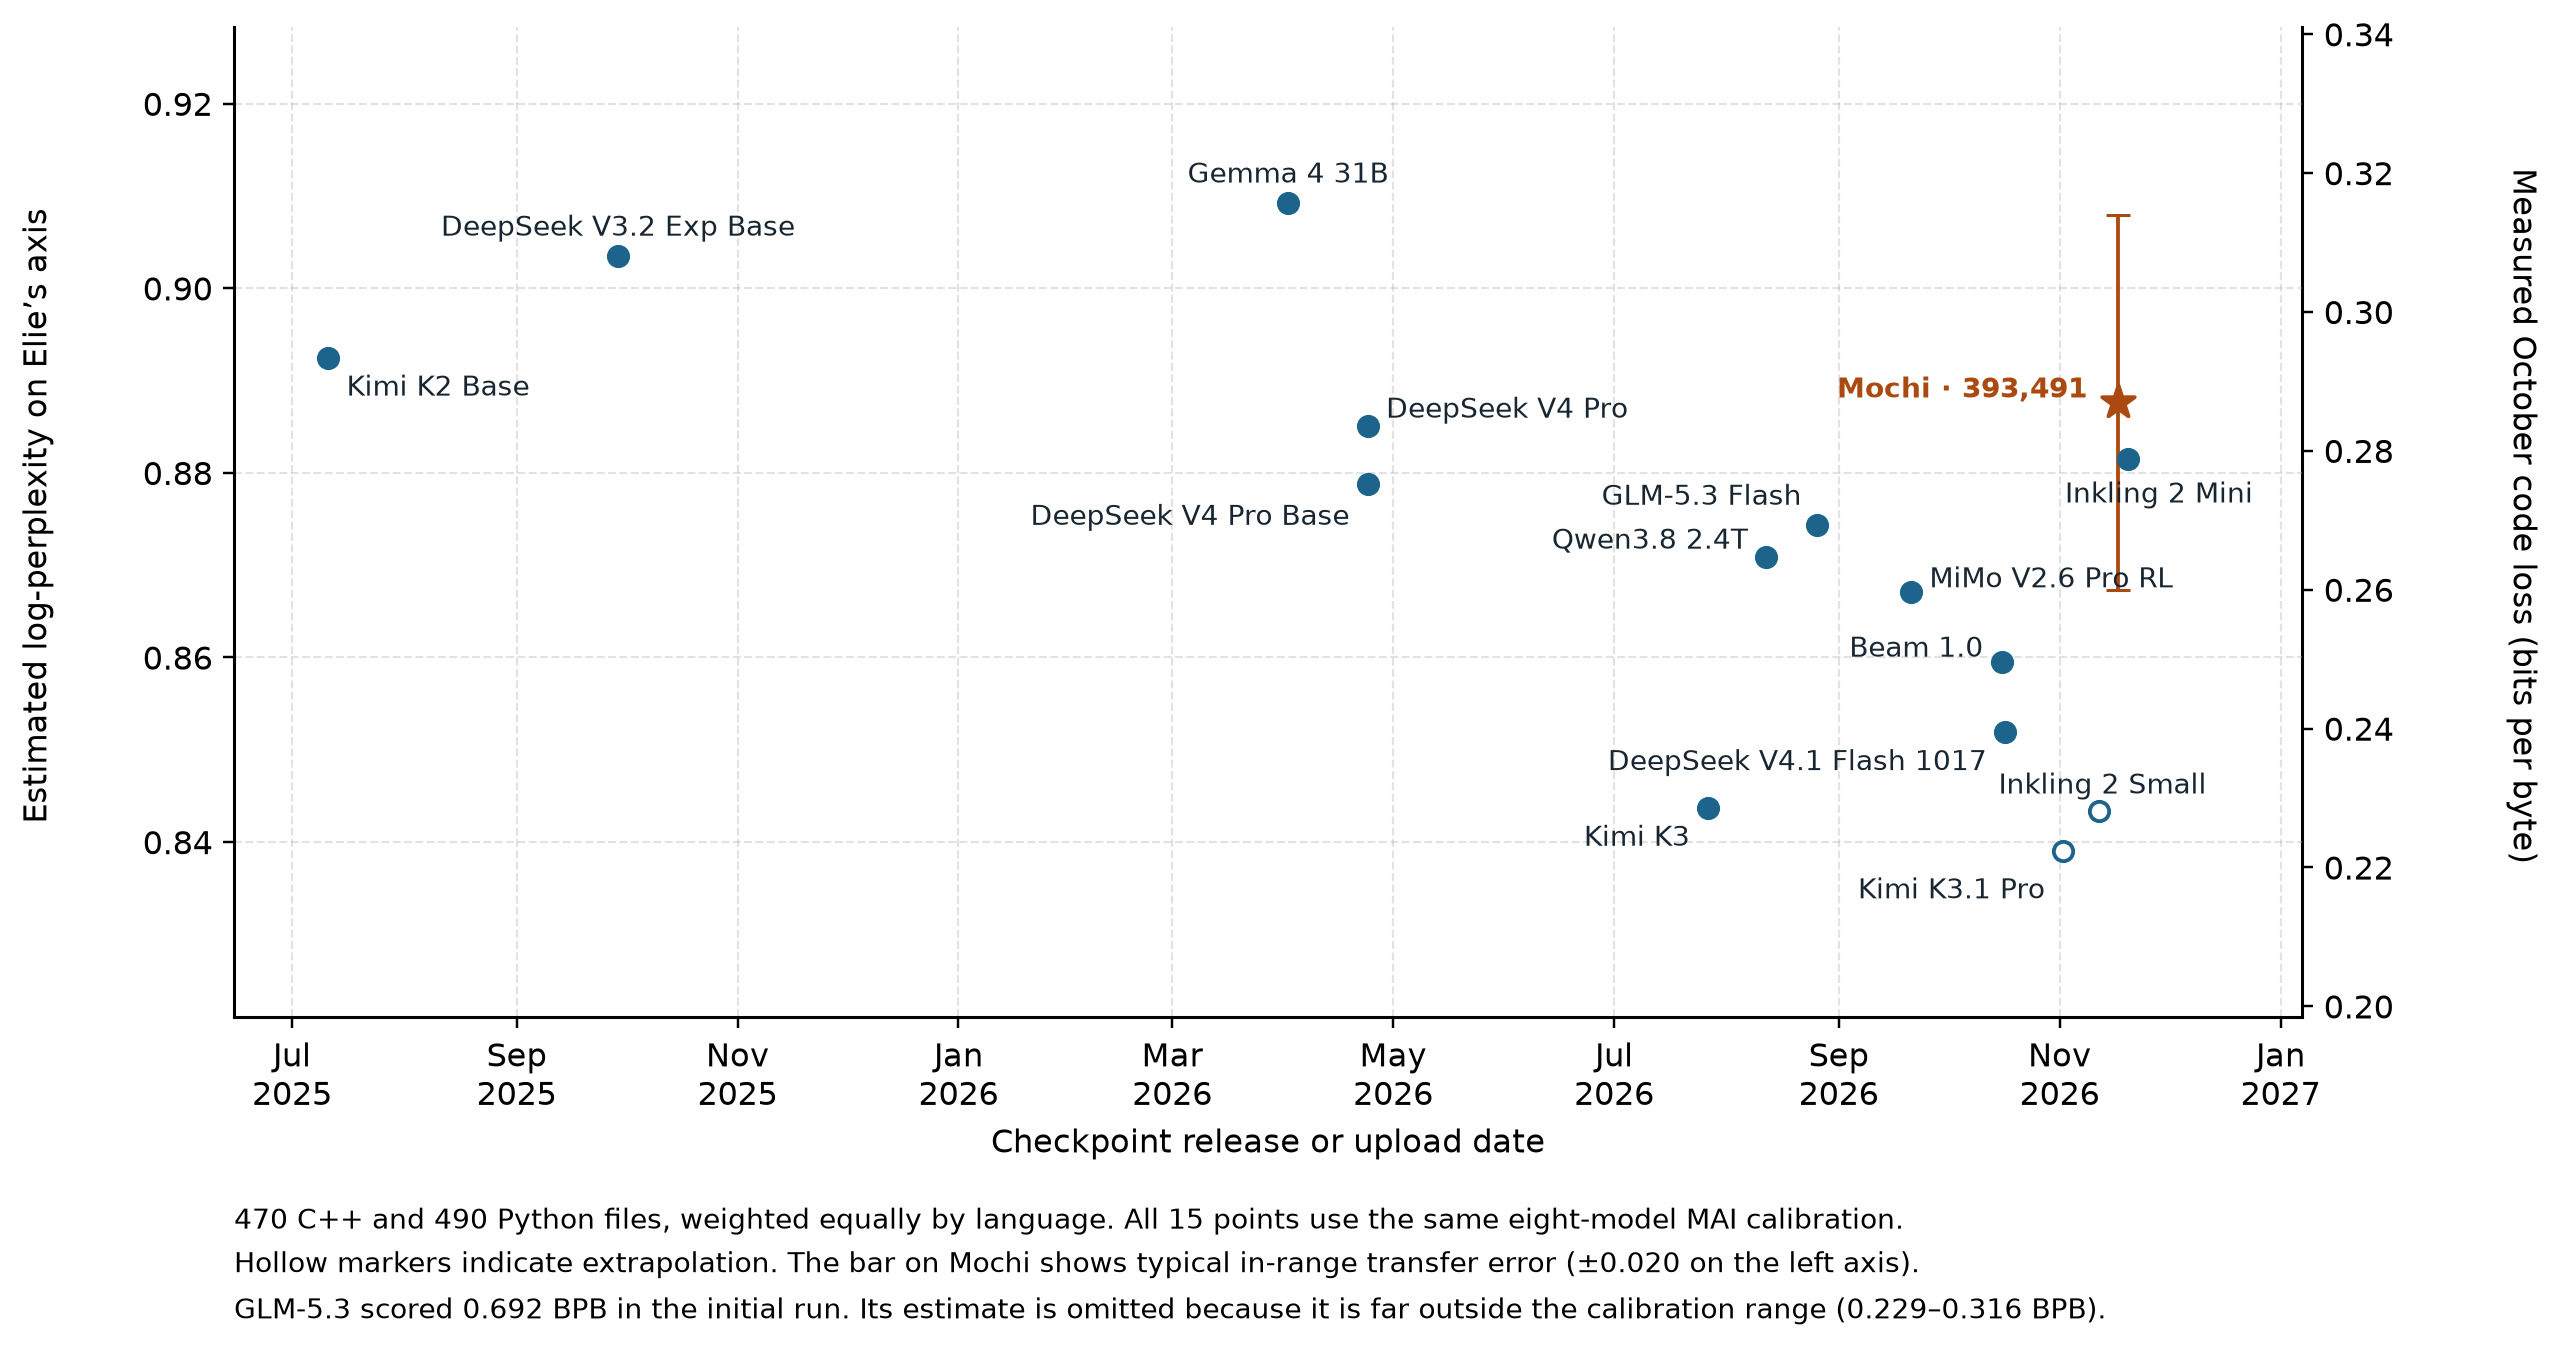 0.34
0.92
0.32
Gemma 4 31B
DeepSeek V3.2 Exp Base
0.90
0.30
Kimi K2 Base
Mochi · 393,491
DeepSeek V4 Pro
0.88
0.28
GLM-5.3 Flash
Inkling 2 Mini
DeepSeek V4 Pro Base
Qwen3.8 2.4T
MiMo V2.6 Pro RL
0.26
Beam 1.0
0.86
0.24
DeepSeek V4.1 Flash 1017
Inkling 2 Small
Kimi K3
0.84
0.22
Kimi K3.1 Pro
0.20
Estimated log-perplexity on Elie’s axis
Measured October code loss (bits per byte)
Jul 2025
Sep 2025
Nov 2025
Jan 2026
Mar 2026
May 2026
Jul 2026
Sep 2026
Nov 2026
Jan 2027
Checkpoint release or upload date
470 C++ and 490 Python files, weighted equally by language. All 15 points use the same eight-model MAI calibration.
Hollow markers indicate extrapolation. The bar on Mochi shows typical in-range transfer error (±0.020 on the left axis).
GLM-5.3 scored 0.692 BPB in the initial run. Its estimate is omitted because it is far outside the calibration range (0.229–0.316 BPB).